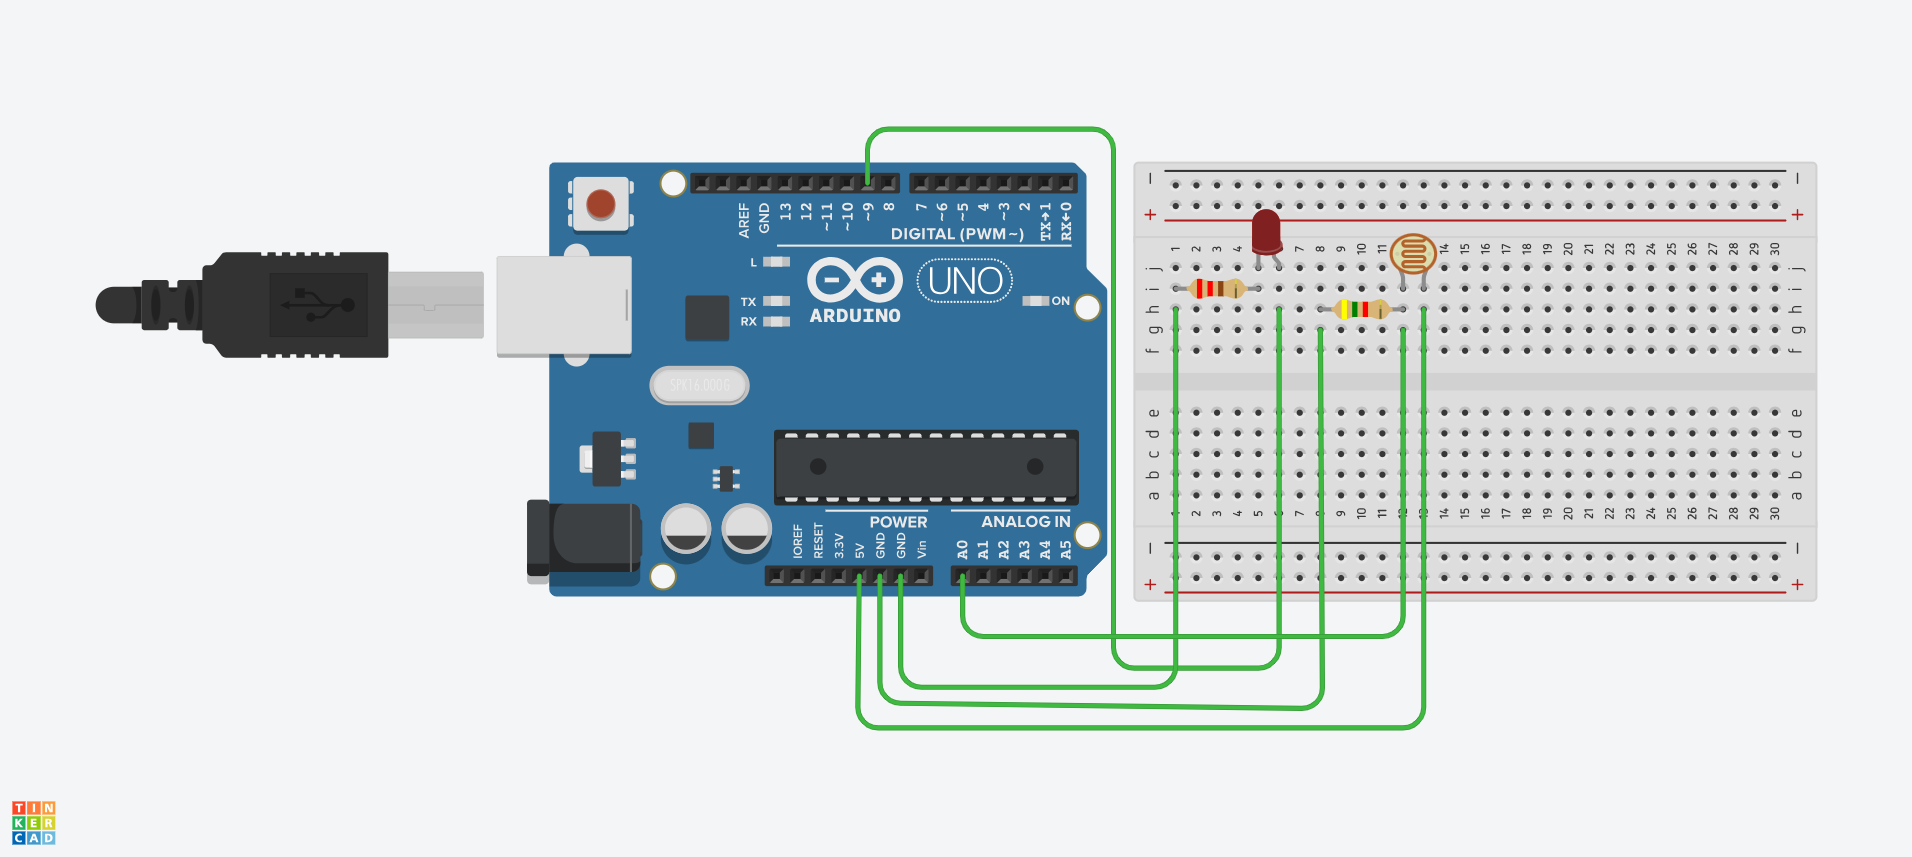 AREF
GND
13
12
~11
~10
~9
8
7
~6
~5
4
~3
2
TX→1
RX←0
DIGITAL (PWM~)
L
TX
RX
UNO
ON
ARDUINO
SPK16.000G
POWER
ANALOG IN
IOREF
RESET
3.3V
5V
GND
GND
Vin
A0
A1
A2
A3
A4
A5
− −
+ +
1 2 3 4 7 8 9 10 11 14 15 16 17 18 19 20 21 22 23 24 25 26 27 28 29 30
j j
i i
h h
g g
f f
e e
d d
c c
b b
a a
1 2 3 4 5 6 7 8 9 10 11 12 13 14 15 16 17 18 19 20 21 22 23 24 25 26 27 28 29 30
− −
+ +
TIN
KER
CAD